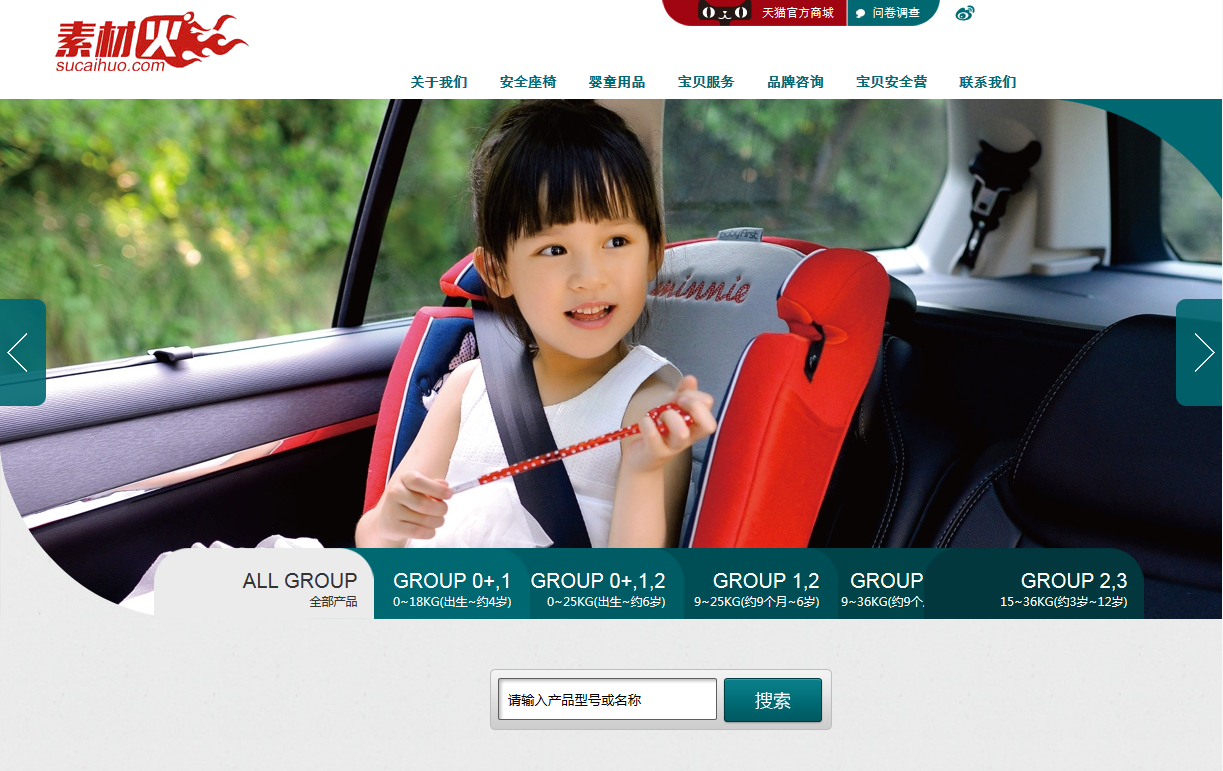 素材火
sucaihuo.com
天猫官方商城
问卷调查
关于我们 安全座椅 婴童用品 宝贝服务 品牌咨询 宝贝安全营 联系我们
babyfirst
minnie
ALL GROUP
全部产品
GROUP 0+,1
0~18KG(出生~约4岁)
GROUP 0+,1,2
0~25KG(出生~约6岁)
GROUP 1,2
9~25KG(约9个月~6岁)
GROUP
9~36KG(约9个
GROUP 2,3
15~36KG(约3岁~12岁)
请输入产品型号或名称
搜索